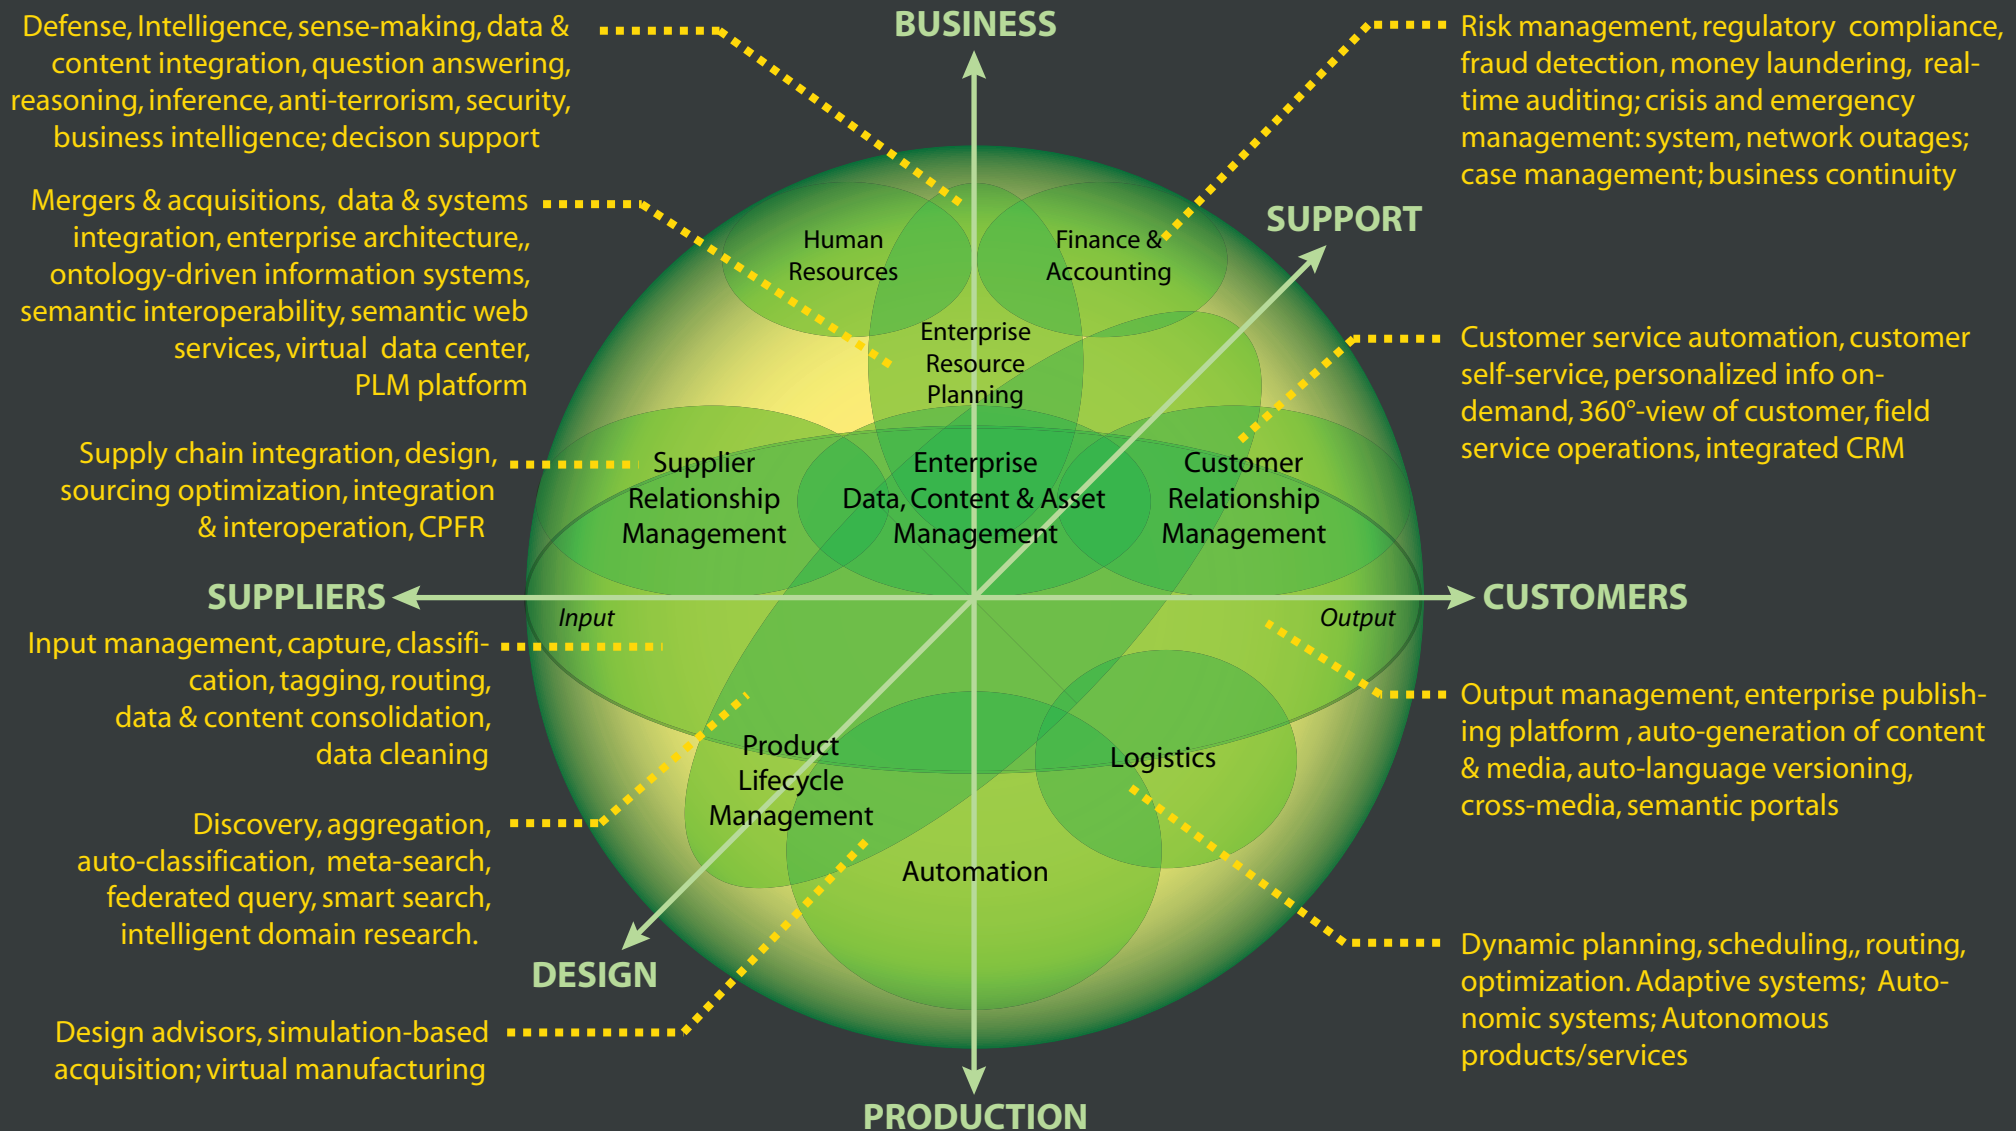 BUSINESS
Defense, Intelligence, sense-making, data &
content integration, question answering,
reasoning, inference, anti-terrorism, security,
business intelligence; decison support
Risk management, regulatory compliance,
fraud detection, money laundering, real-
time auditing; crisis and emergency
management: system, network outages;
case management; business continuity
Mergers & acquisitions, data & systems
integration, enterprise architecture,,
ontology-driven information systems,
semantic interoperability, semantic web
services, virtual data center,
PLM platform
SUPPORT
Human
Resources
Finance &
Accounting
Enterprise
Resource
Planning
Customer service automation, customer
self-service, personalized info on-
demand, 360°-view of customer, field
service operations, integrated CRM
Supply chain integration, design,
sourcing optimization, integration
& interoperation, CPFR
Supplier
Relationship
Management
Enterprise
Data, Content & Asset
Management
Customer
Relationship
Management
SUPPLIERS
CUSTOMERS
Input
Output
Input management, capture, classifi-
cation, tagging, routing,
data & content consolidation,
data cleaning
Output management, enterprise publish-
ing platform , auto-generation of content
& media, auto-language versioning,
cross-media, semantic portals
Product
Lifecycle
Management
Logistics
Automation
Discovery, aggregation,
auto-classification, meta-search,
federated query, smart search,
intelligent domain research.
DESIGN
Dynamic planning, scheduling,, routing,
optimization. Adaptive systems; Auto-
nomic systems; Autonomous
products/services
Design advisors, simulation-based
acquisition; virtual manufacturing
PRODUCTION